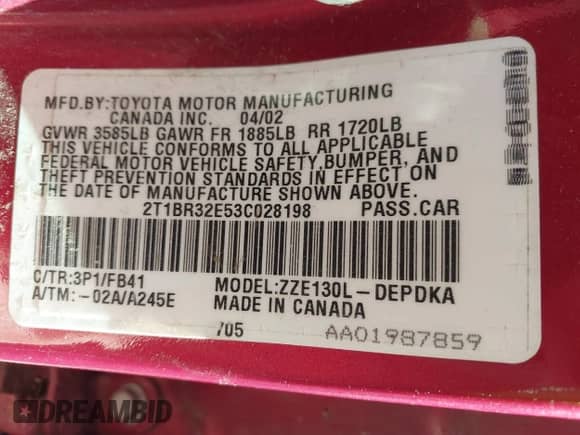 MFD.BY:TOYOTA MOTOR MANUFACTURING
CANADA INC. 04/02
GVWR 3585LB GAWR FR 1885LB RR 1720LB
THIS VEHICLE CONFORMS TO ALL APPLICABLE
FEDERAL MOTOR VEHICLE SAFETY,BUMPER, AND
THEFT PREVENTION STANDARDS IN EFFECT ON
THE DATE OF MANUFACTURE SHOWN ABOVE.
2T1BR32E53C028198 PASS.CAR
C/TR:3P1/FB41 MODEL:ZZE130L-DEPDKA
A/TM:-02A/A245E MADE IN CANADA
/05 AA01987859
DREAMBID